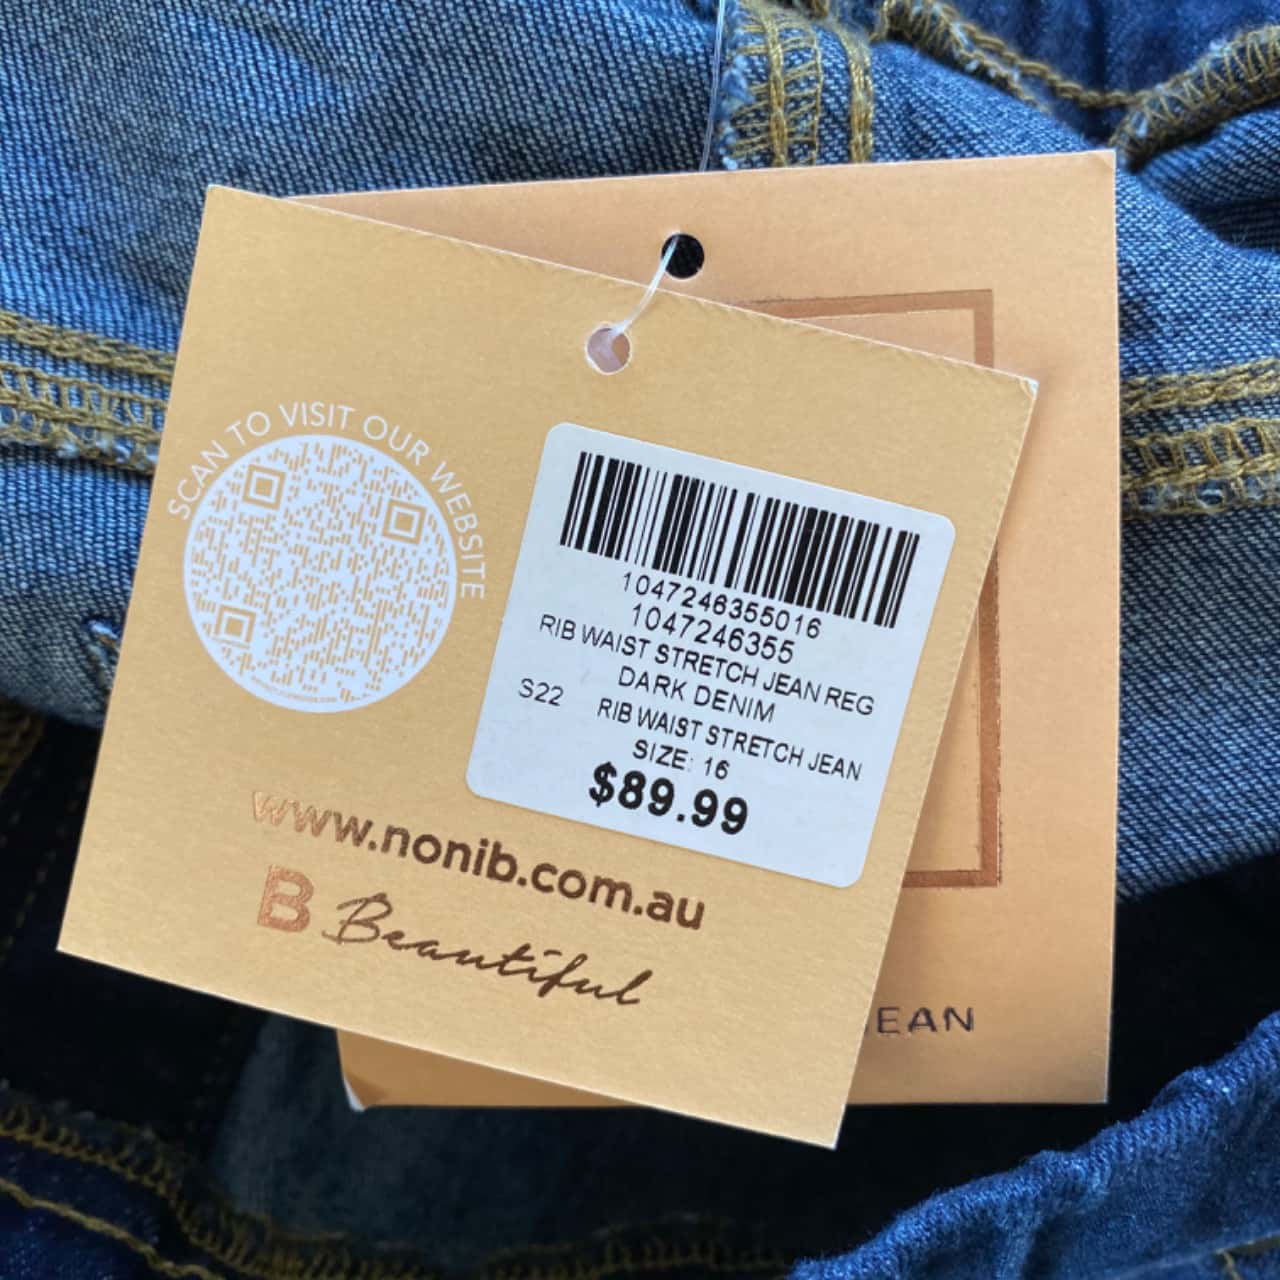 SCAN TO VISIT OUR WEBSITE
1047246355016
1047246355
RIB WAIST STRETCH JEAN REG
DARK DENIM
S22 RIB WAIST STRETCH JEAN
SIZE: 16
$89.99
www.nonib.com.au
B Beautiful
EAN